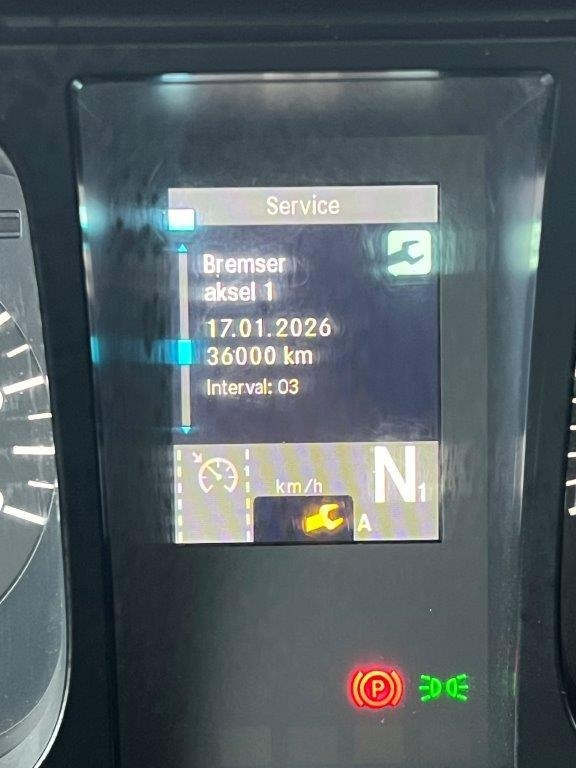 Service
Bremser
aksel 1
17.01.2026
36000 km
Interval: 03
km/h
N1
A
P